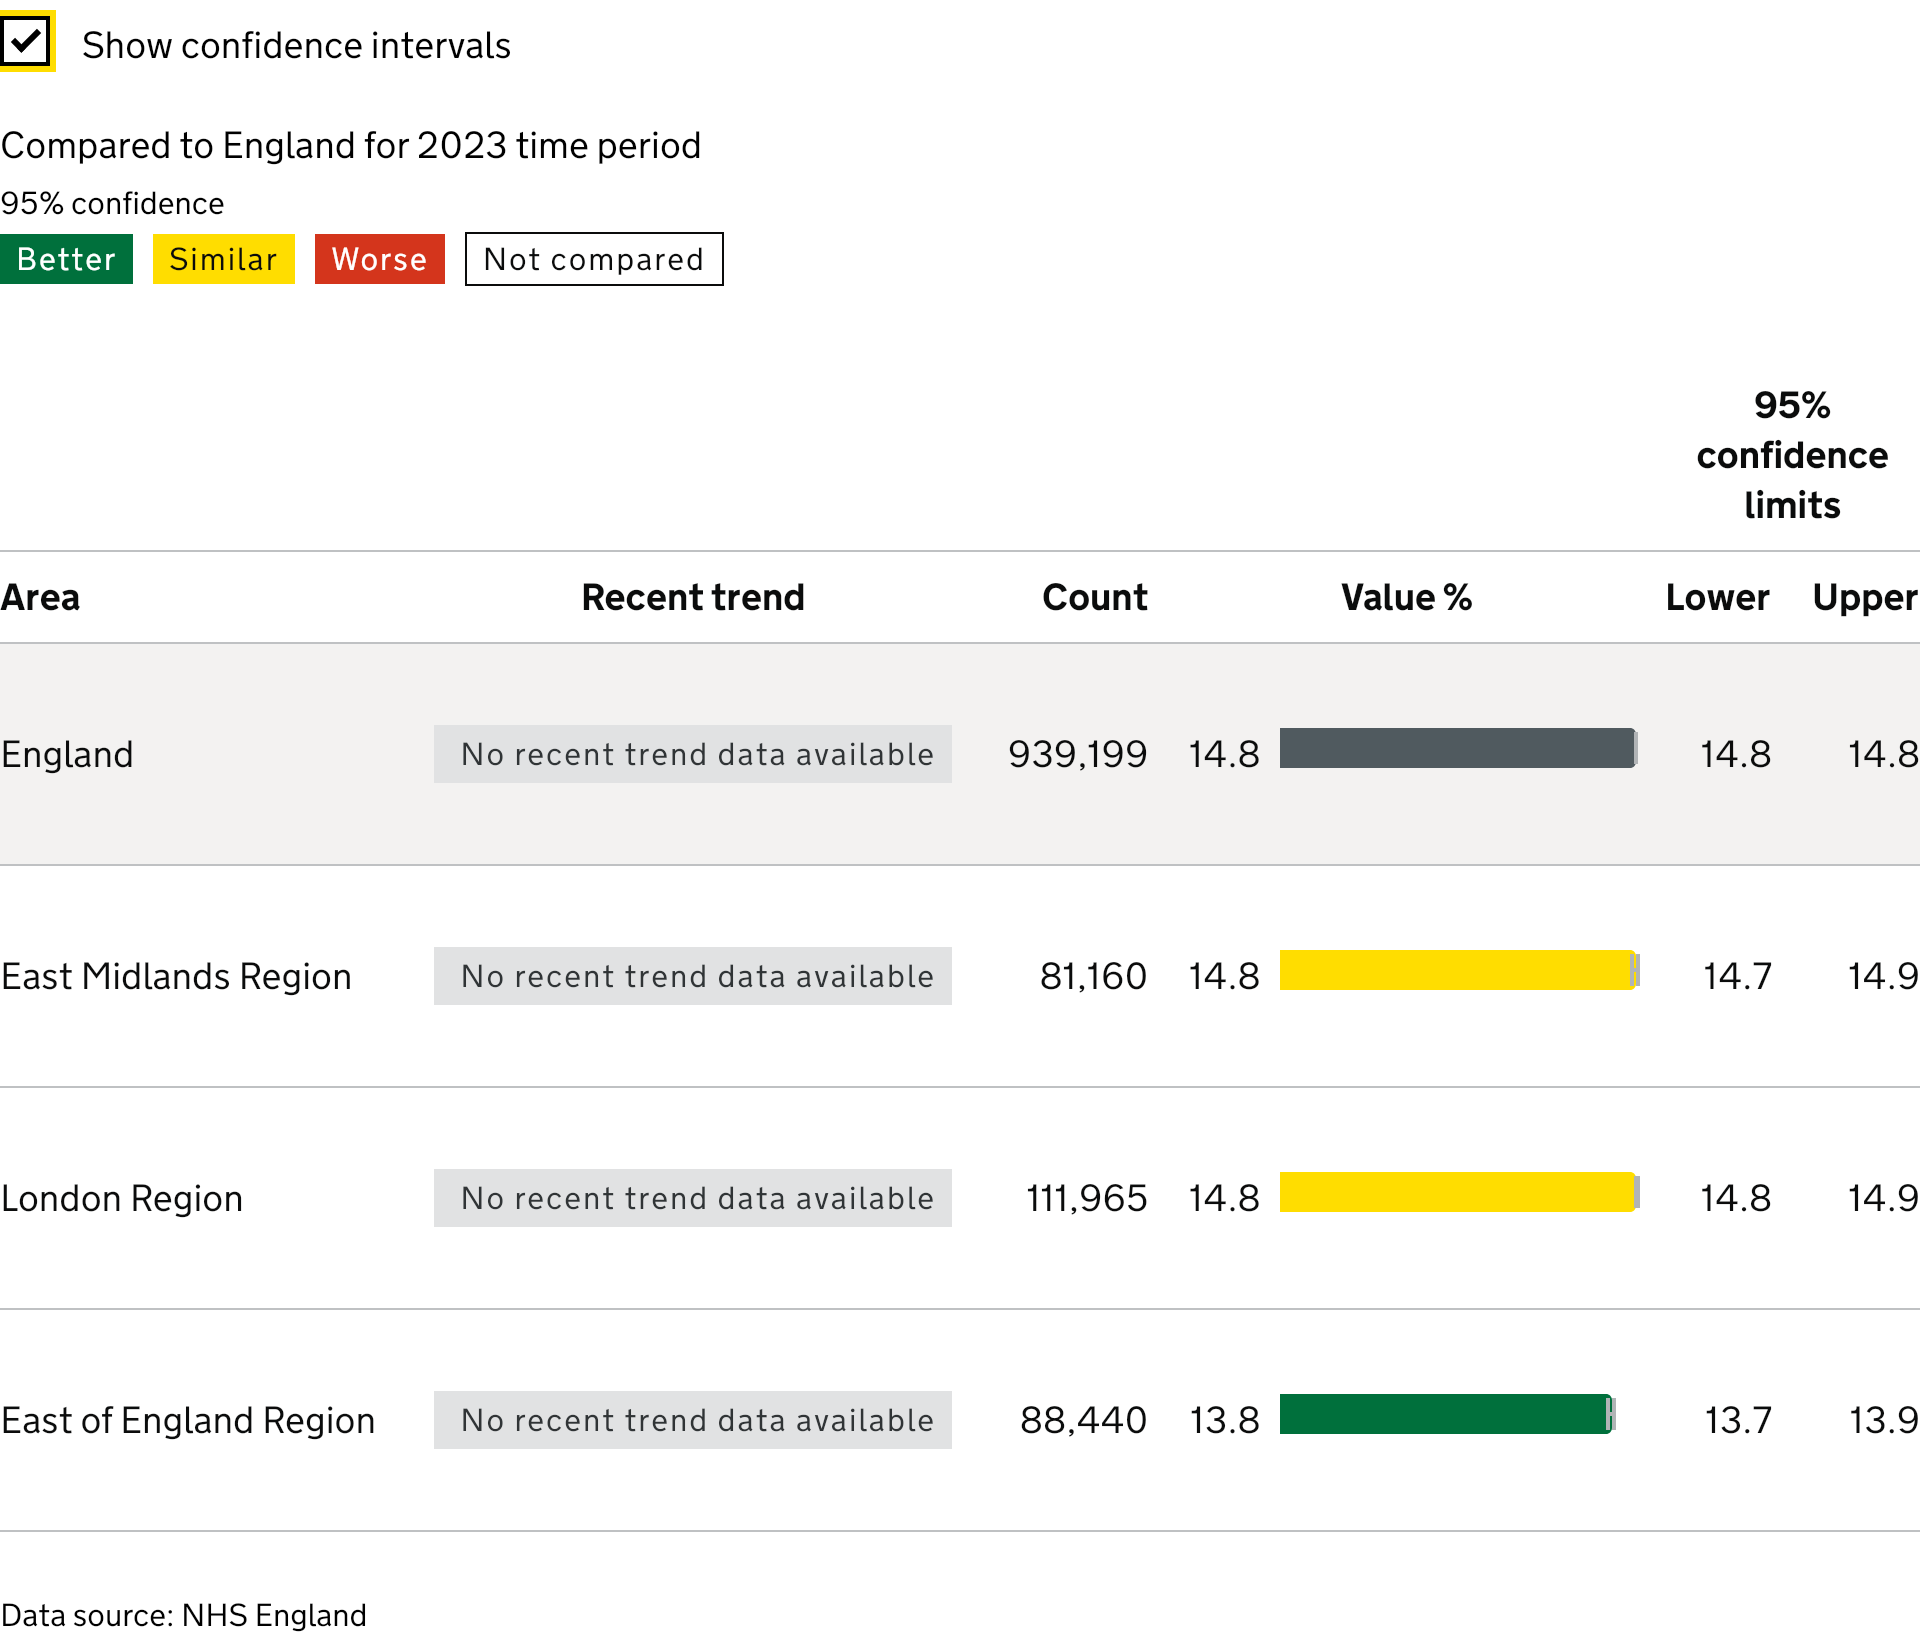 Show confidence intervals
Compared to England for 2023 time period
95% confidence
Better Similar Worse Not compared
95%
confidence
limits
Area Recent trend Count Value % Lower Upper
England No recent trend data available 939,199 14.8 14.8 14.8
East Midlands Region No recent trend data available 81,160 14.8 14.7 14.9
London Region No recent trend data available 111,965 14.8 14.8 14.9
East of England Region No recent trend data available 88,440 13.8 13.7 13.9
Data source: NHS England